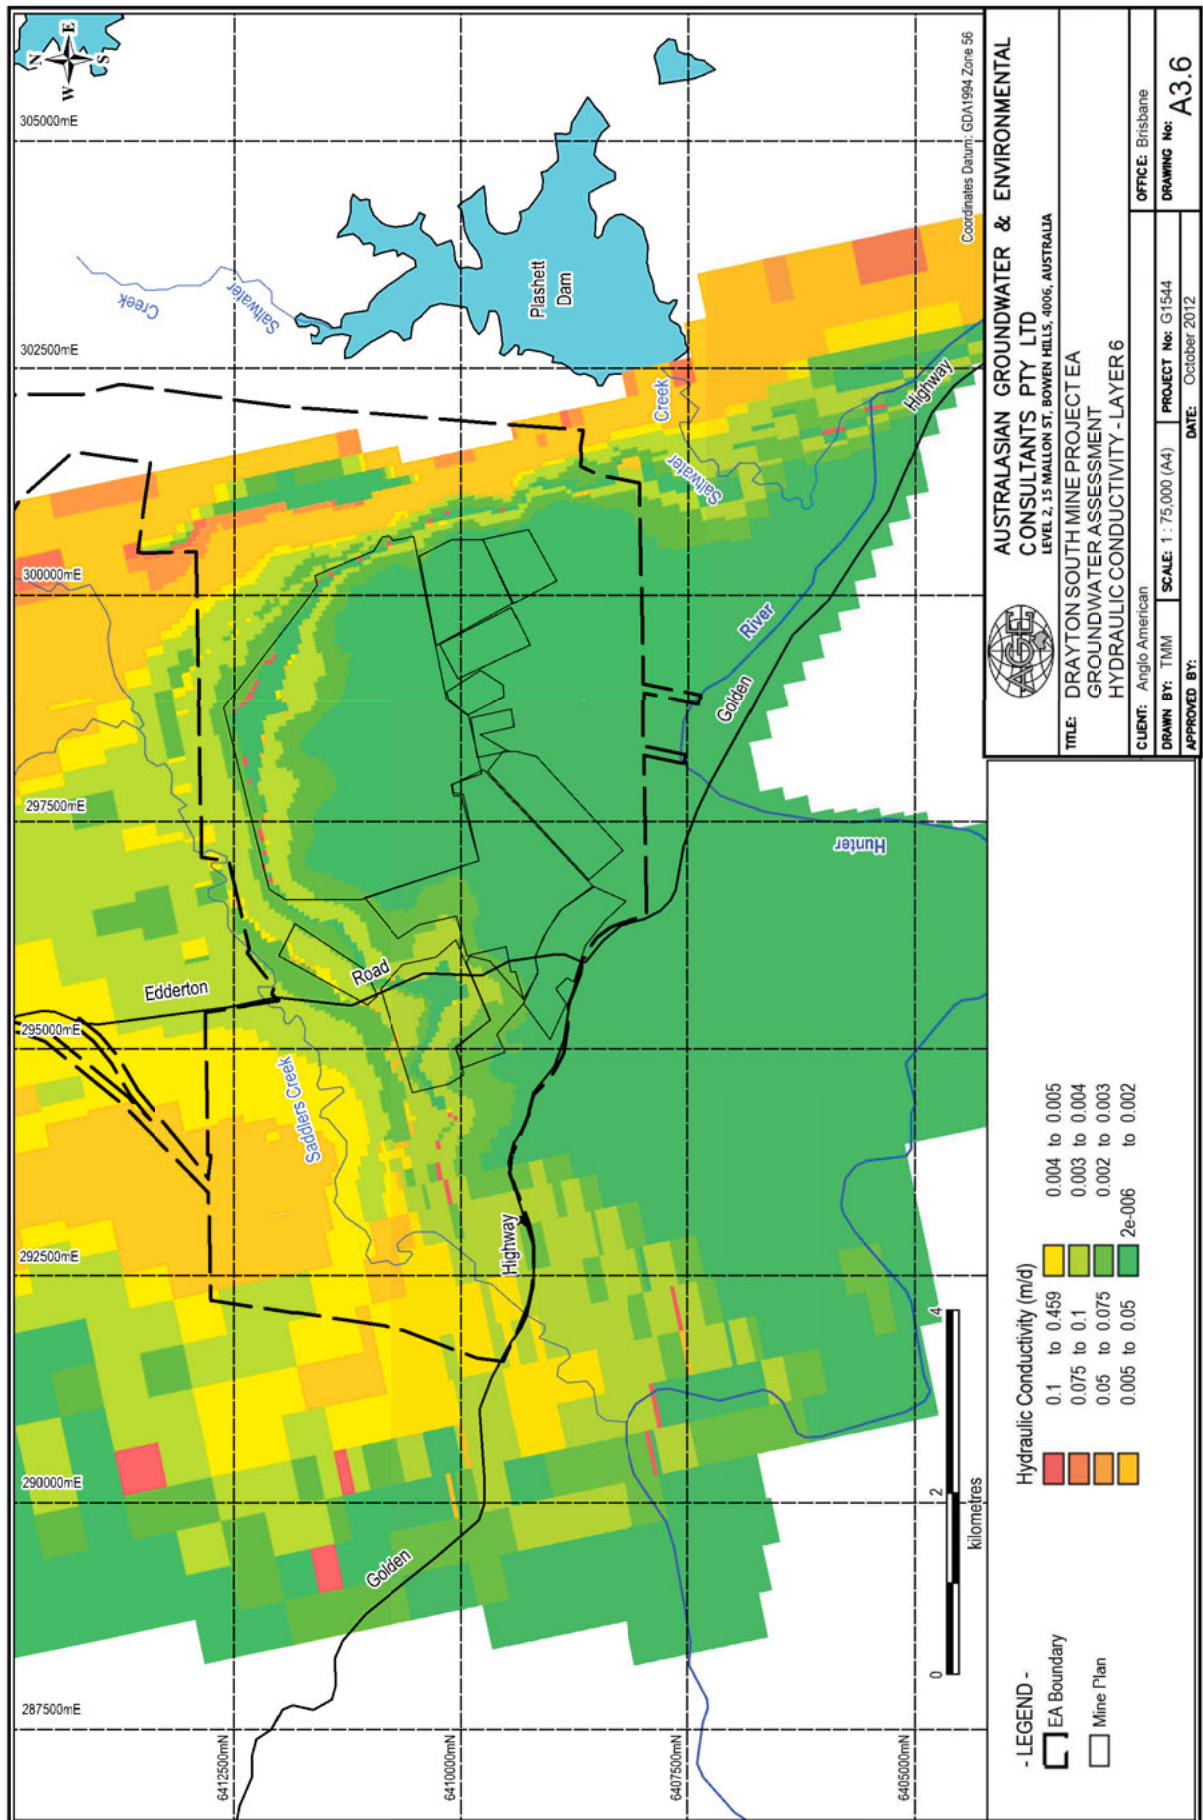 N
W
E
S
287500mE
290000mE
292500mE
295000mE
297500mE
300000mE
302500mE
305000mE
6412500mN
6410000mN
6407500mN
6405000mN
Edderton
Road
Saddlers Creek
Golden
Highway
Golden
Highway
River
Hunter
Saltwater
Creek
Saltwater
Creek
Plashett
Dam
Coordinates Datum: GDA1994 Zone 56
0
2
4
kilometres
- LEGEND -
EA Boundary
Mine Plan
Hydraulic Conductivity (m/d)
0.1 to 0.459
0.075 to 0.1
0.05 to 0.075
0.005 to 0.05
0.004 to 0.005
0.003 to 0.004
0.002 to 0.003
2e-006 to 0.002
AGE
AUSTRALASIAN GROUNDWATER & ENVIRONMENTAL
CONSULTANTS PTY LTD
LEVEL 2, 15 MALLON ST, BOWEN HILLS, 4006, AUSTRALIA
TITLE: DRAYTON SOUTH MINE PROJECT EA
GROUNDWATER ASSESSMENT
HYDRAULIC CONDUCTIVITY - LAYER 6
CLIENT: Anglo American
OFFICE: Brisbane
DRAWN BY: TMM
SCALE: 1 : 75,000 (A4)
PROJECT No: G1544
DRAWING No:
A3.6
APPROVED BY:
DATE: October 2012